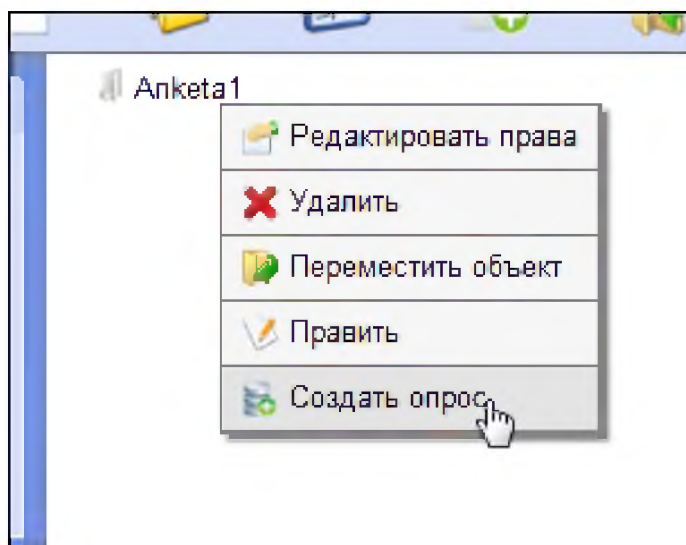 Anketa1
Редактировать права
Удалить
Переместить объект
Править
Создать опрос